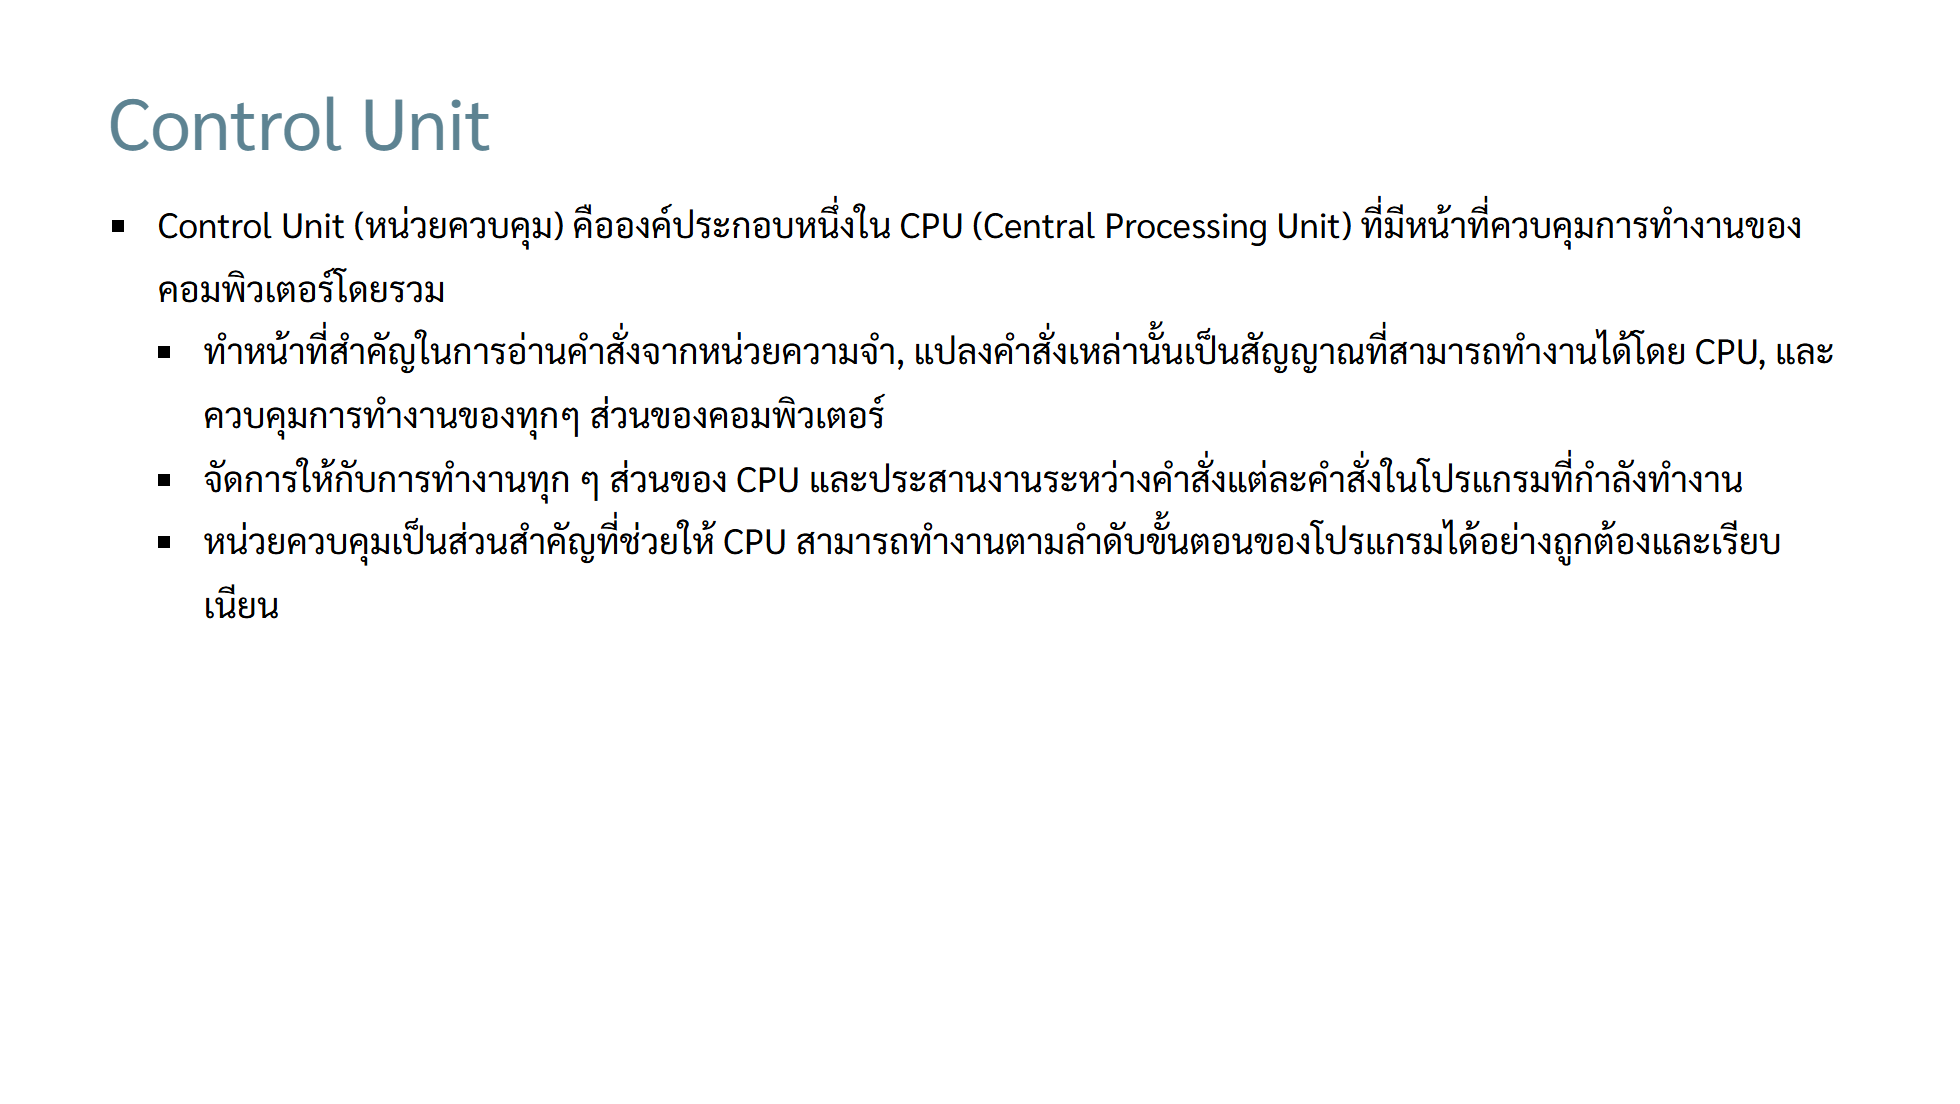 Control Unit
▪ Control Unit (หน่วยควบคุม) คือองค์ประกอบหนึ่งใน CPU (Central Processing Unit) ที่มีหน้าที่ควบคุมการทำงานของ
คอมพิวเตอร์โดยรวม
▪ ทำหน้าที่สำคัญในการอ่านคำสั่งจากหน่วยความจำ, แปลงคำสั่งเหล่านั้นเป็นสัญญาณที่สามารถทำงานได้โดย CPU, และ
ควบคุมการทำงานของทุกๆ ส่วนของคอมพิวเตอร์
▪ จัดการให้กับการทำงานทุก ๆ ส่วนของ CPU และประสานงานระหว่างคำสั่งแต่ละคำสั่งในโปรแกรมที่กำลังทำงาน
▪ หน่วยควบคุมเป็นส่วนสำคัญที่ช่วยให้ CPU สามารถทำงานตามลำดับขั้นตอนของโปรแกรมได้อย่างถูกต้องและเรียบ
เนียน